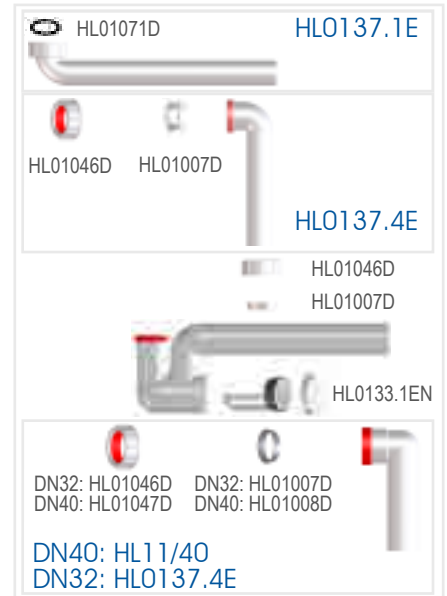 HL01071D
HL0137.1E
HL01046D HL01007D
HL0137.4E
HL01046D
HL01007D
HL0133.1EN
DN32: HL01046D DN32: HL01007D
DN40: HL01047D DN40: HL01008D
DN40: HL11/40
DN32: HL0137.4E